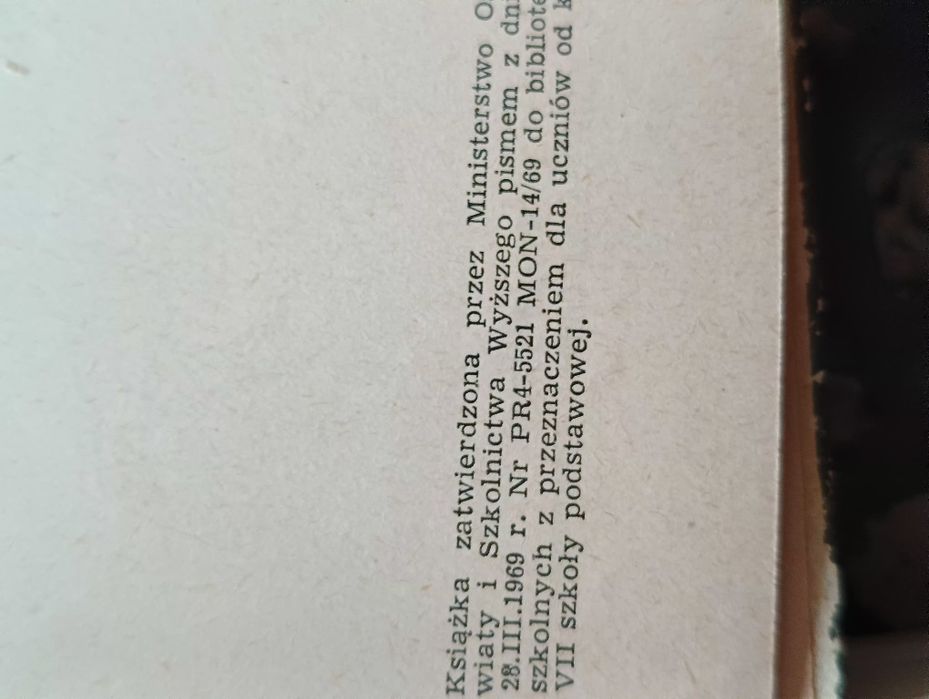 Książka zatwierdzona przez Ministerstwo O
wiaty i Szkolnictwa Wyższego pismem z dni
28.III.1969 r. Nr PR4-5521 MON-14/69 do bibliote
szkolnych z przeznaczeniem dla uczniów od k
VII szkoły podstawowej.